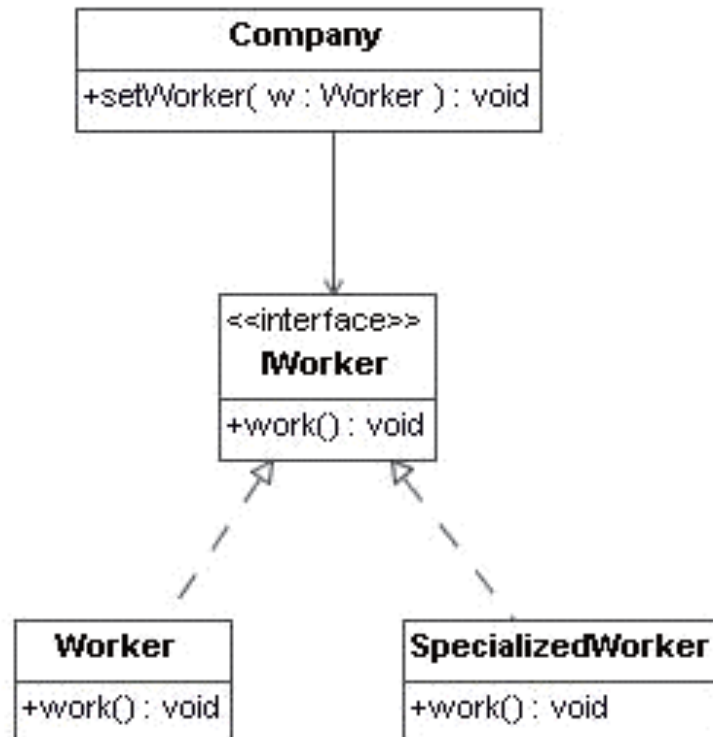 Company
+setWorker( w : Worker ) : void
<<interface>>
IWorker
+work() : void
Worker
+work() : void
SpecializedWorker
+work() : void